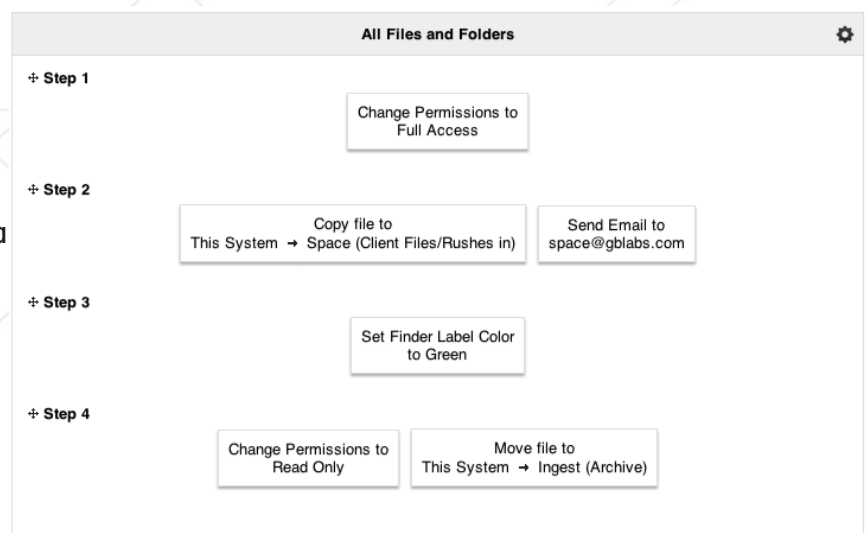 All Files and Folders
Step 1
Change Permissions to
Full Access
Step 2
Copy file to
This System → Space (Client Files/Rushes in)
Send Email to
space@gblabs.com
Step 3
Set Finder Label Color
to Green
Step 4
Change Permissions to
Read Only
Move file to
This System → Ingest (Archive)